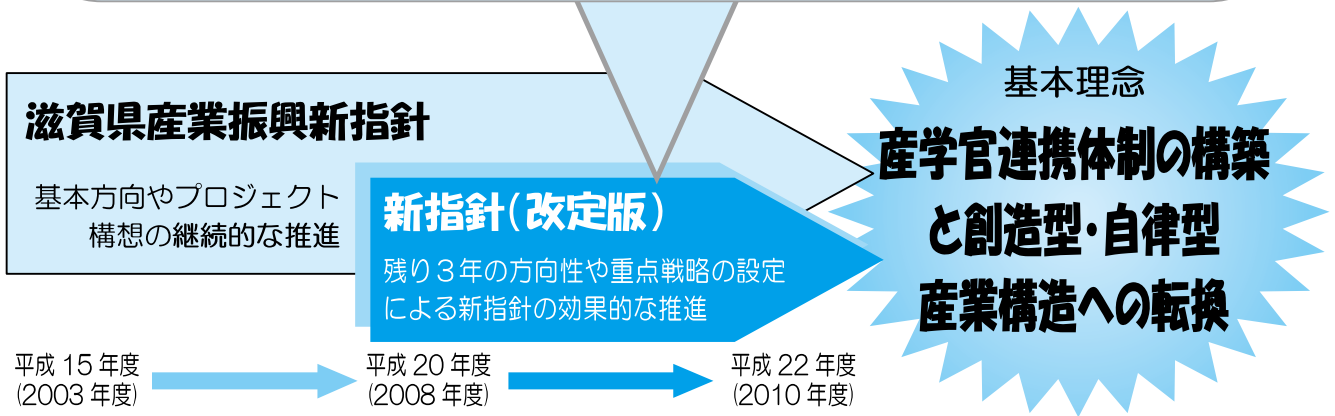 滋賀県産業振興新指針
基本方向やプロジェクト
構想の継続的な推進
新指針(改定版)
残り３年の方向性や重点戦略の設定
による新指針の効果的な推進
基本理念
産学官連携体制の構築
と創造型・自律型
産業構造への転換
平成 15 年度
(2003 年度)
平成 20 年度
(2008 年度)
平成 22 年度
(2010 年度)